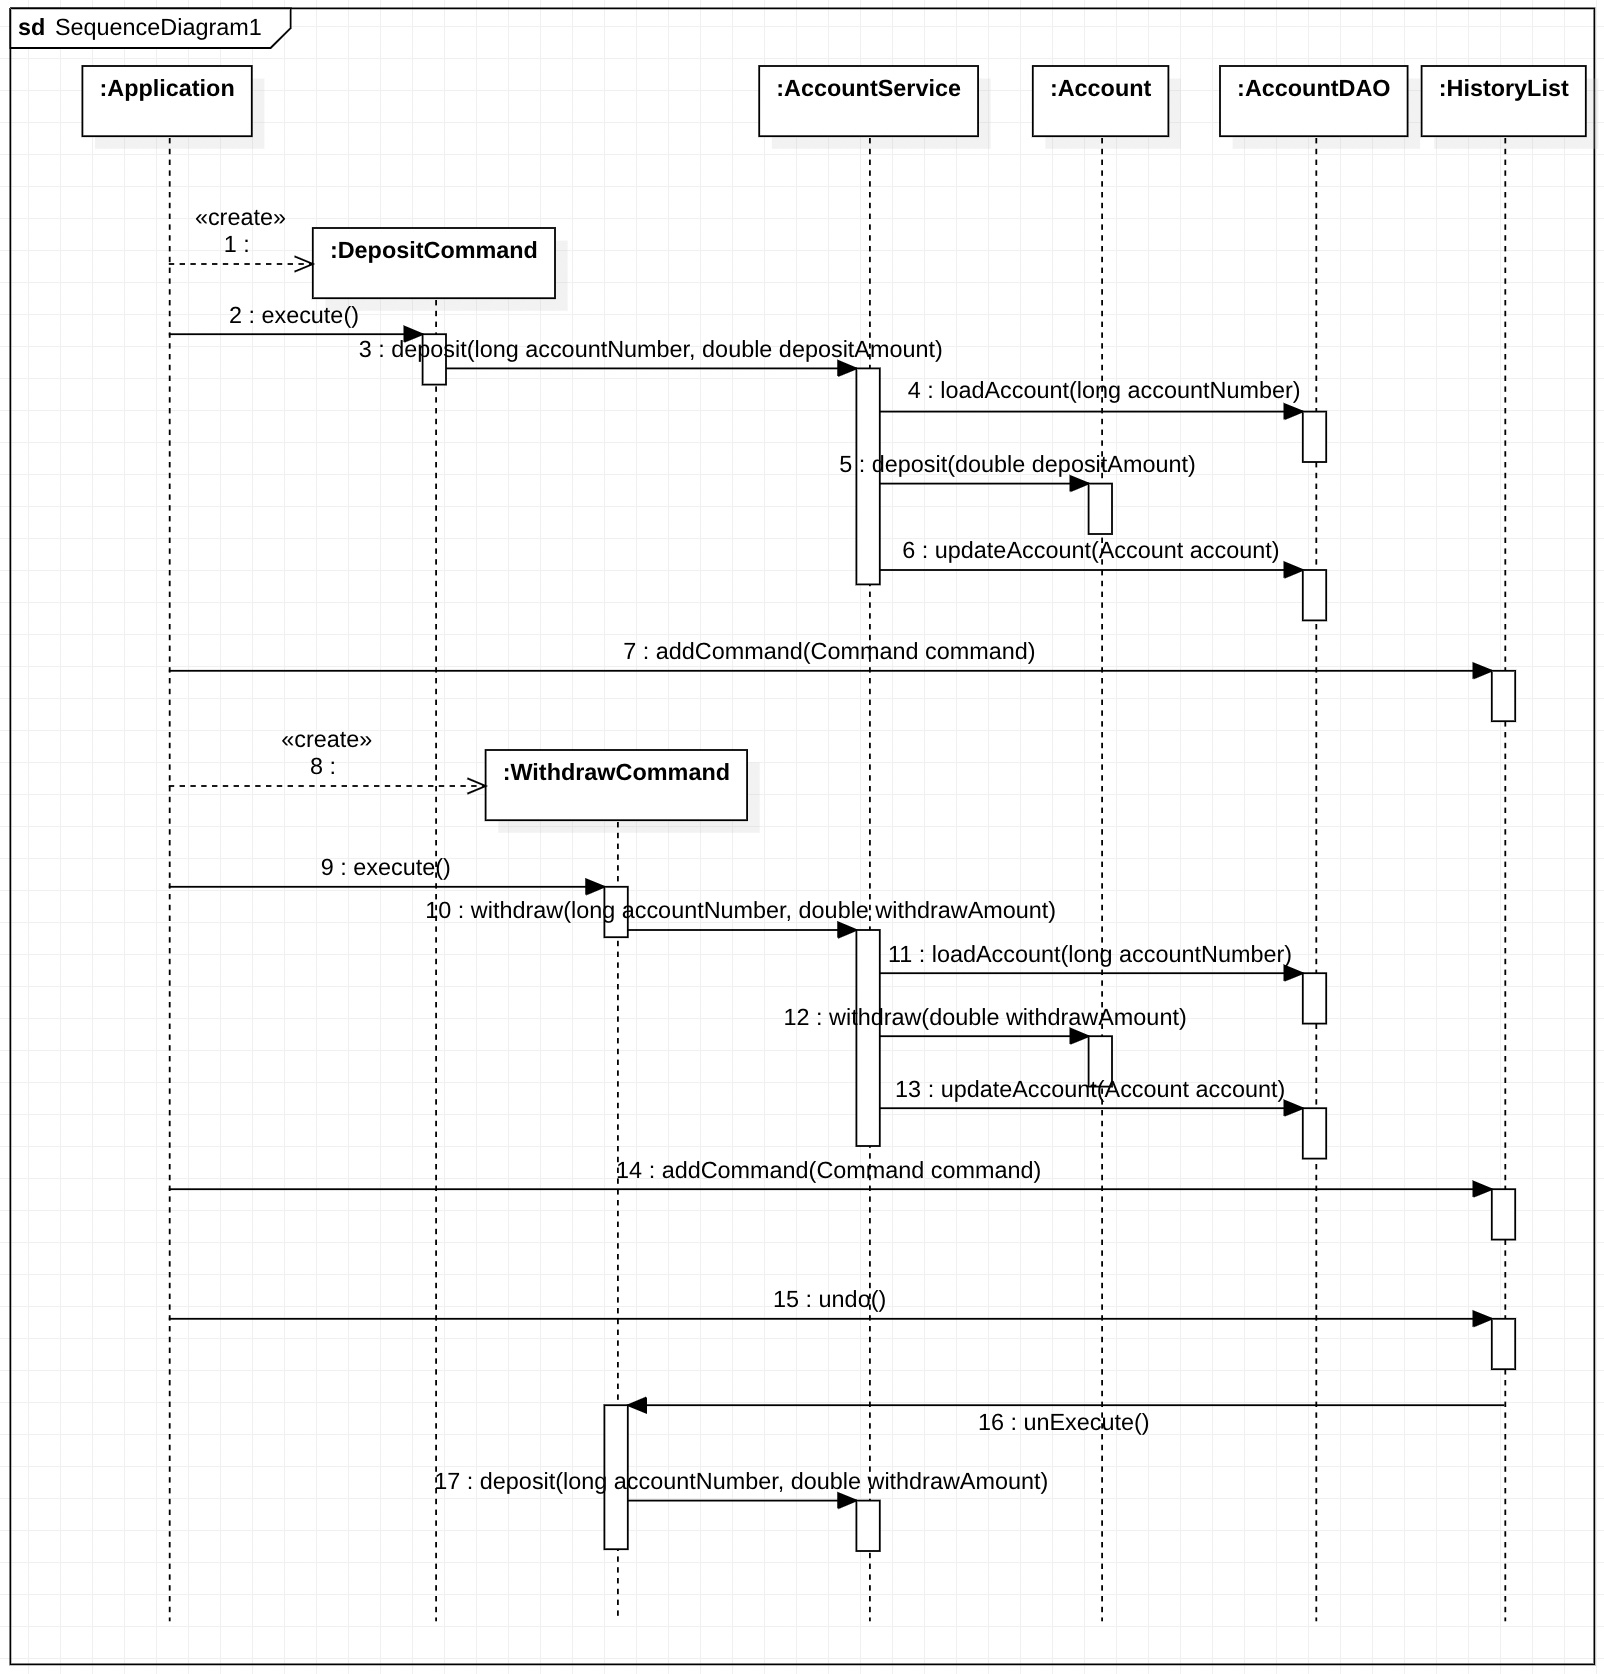 sd SequenceDiagram1
:Application
:AccountService
:Account
:AccountDAO
:HistoryList
«create»
1 :
:DepositCommand
2 : execute()
3 : deposit(long accountNumber, double depositAmount)
4 : loadAccount(long accountNumber)
5 : deposit(double depositAmount)
6 : updateAccount(Account account)
7 : addCommand(Command command)
«create»
8 :
:WithdrawCommand
9 : execute()
10 : withdraw(long accountNumber, double withdrawAmount)
11 : loadAccount(long accountNumber)
12 : withdraw(double withdrawAmount)
13 : updateAccount(Account account)
14 : addCommand(Command command)
15 : undo()
16 : unExecute()
17 : deposit(long accountNumber, double withdrawAmount)